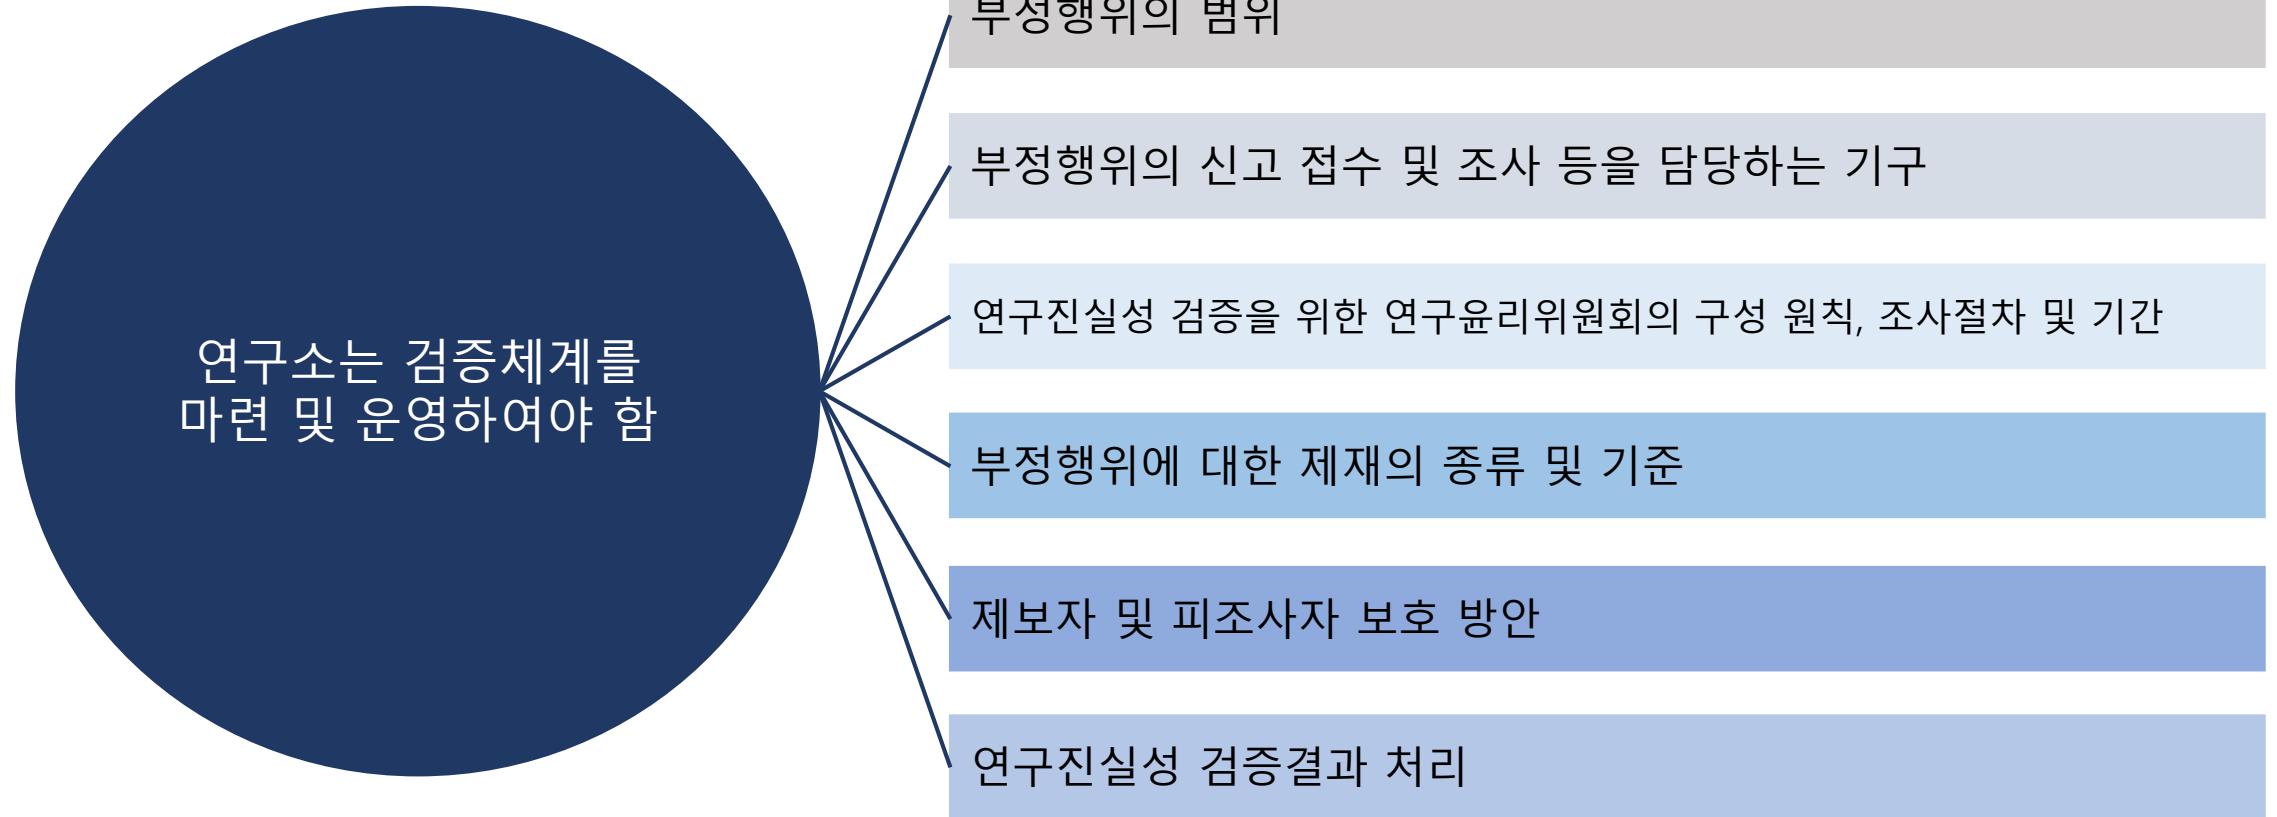 연구소는 검증체계를
마련 및 운영하여야 함
부정행위의 범위
부정행위의 신고 접수 및 조사 등을 담당하는 기구
연구진실성 검증을 위한 연구윤리위원회의 구성 원칙, 조사절차 및 기간
부정행위에 대한 제재의 종류 및 기준
제보자 및 피조사자 보호 방안
연구진실성 검증결과 처리